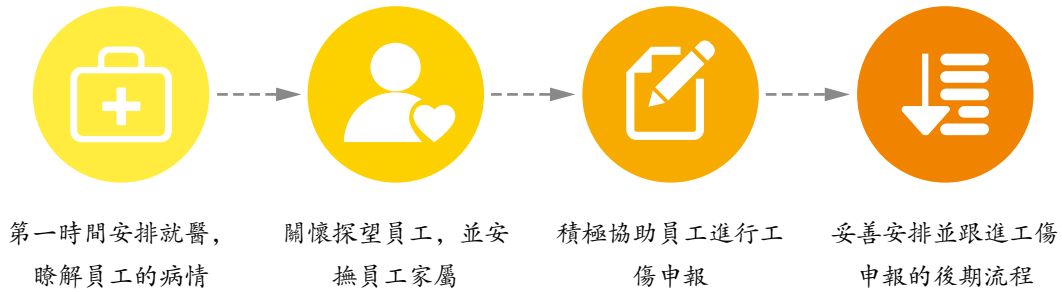 第一時間安排就醫，
瞭解員工的病情
關懷探望員工，並安
撫員工家屬
積極協助員工進行工
傷申報
妥善安排並跟進工傷
申報的後期流程